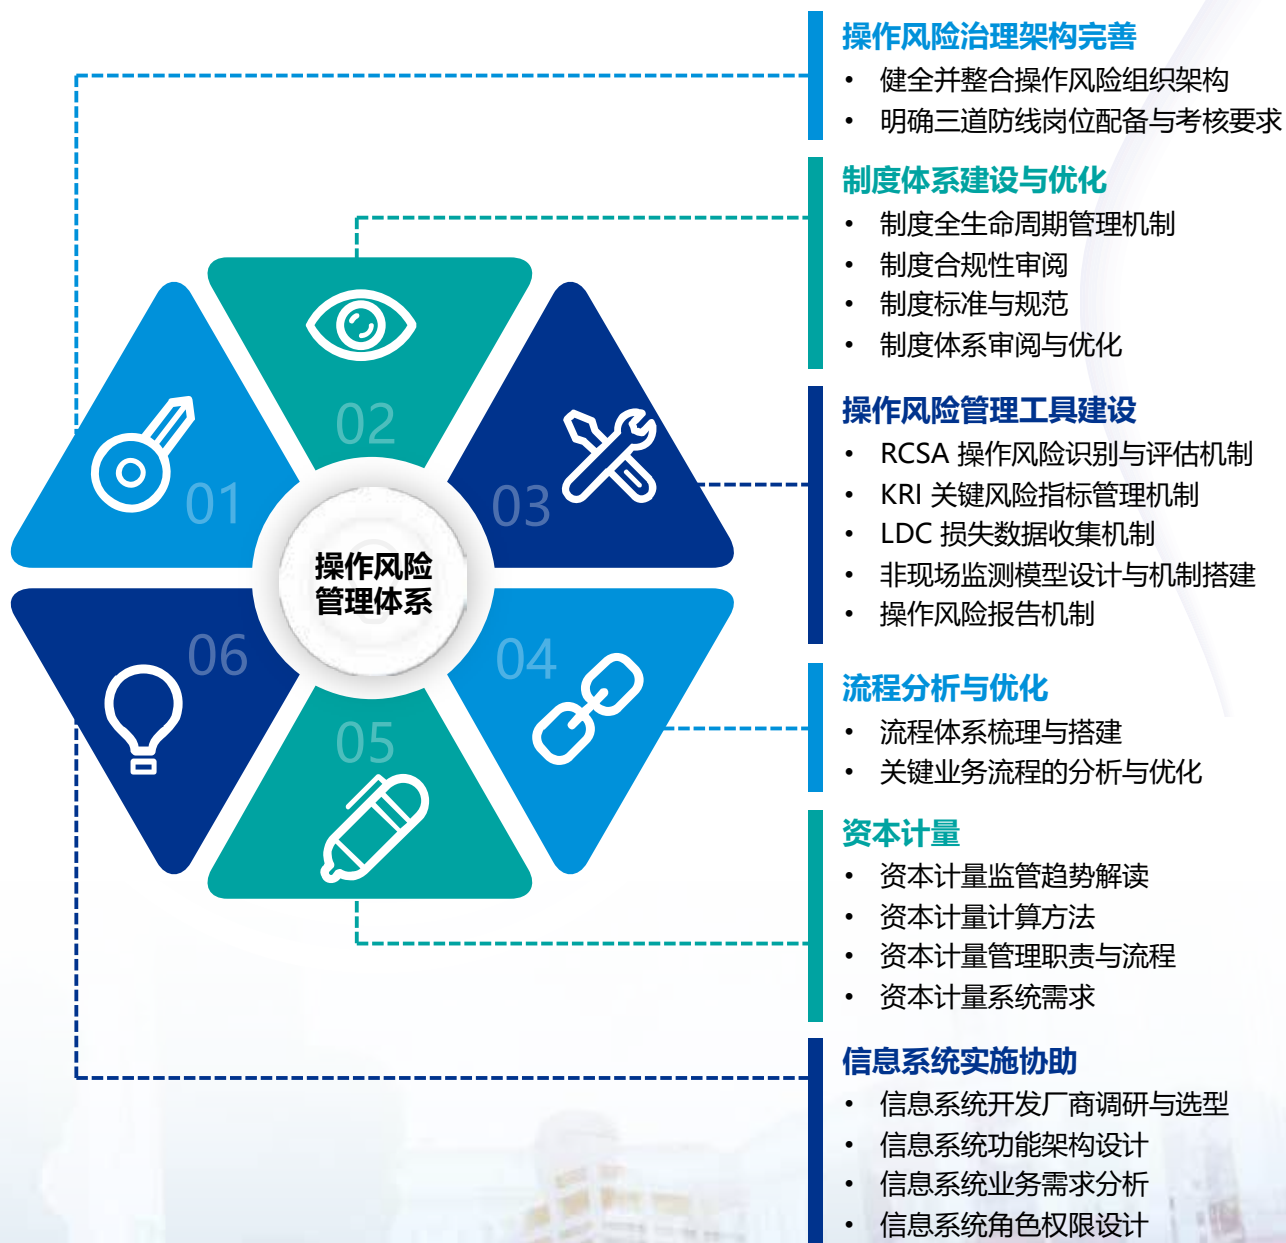 操作风险治理架构完善
• 健全并整合操作风险组织架构
• 明确三道防线岗位配备与考核要求
制度体系建设与优化
• 制度全生命周期管理机制
• 制度合规性审阅
• 制度标准与规范
• 制度体系审阅与优化
操作风险管理工具建设
• RCSA 操作风险识别与评估机制
• KRI 关键风险指标管理机制
• LDC 损失数据收集机制
• 非现场监测模型设计与机制搭建
• 操作风险报告机制
流程分析与优化
• 流程体系梳理与搭建
• 关键业务流程的分析与优化
资本计量
• 资本计量监管趋势解读
• 资本计量计算方法
• 资本计量管理职责与流程
• 资本计量系统需求
信息系统实施协助
• 信息系统开发厂商调研与选型
• 信息系统功能架构设计
• 信息系统业务需求分析
• 信息系统角色权限设计
01
02
03
04
05
06
操作风险
管理体系